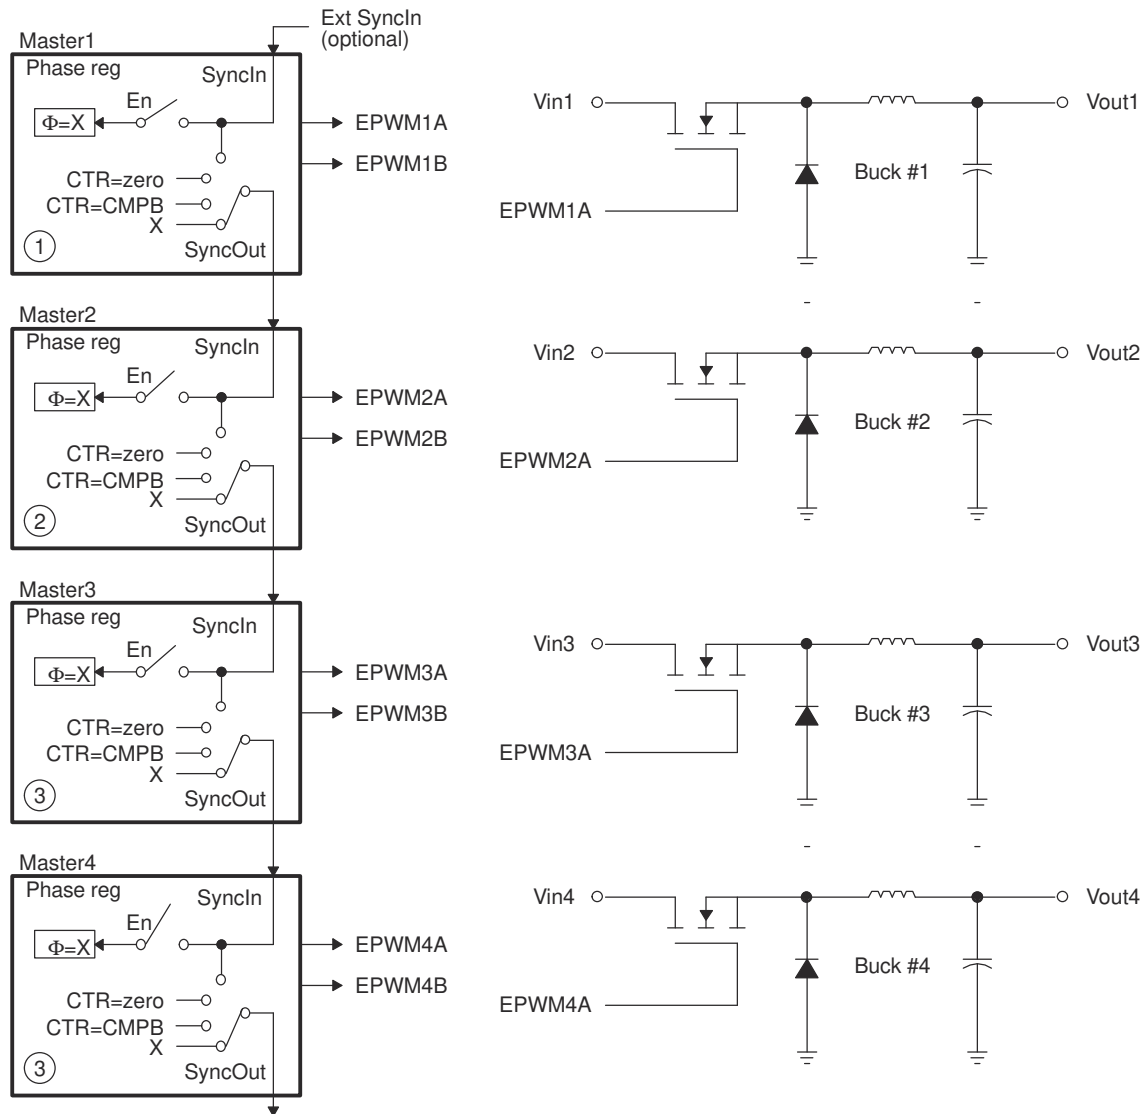 Ext SyncIn
(optional)
Master1
Phase reg
SyncIn
En
Φ=X
EPWM1A
EPWM1B
CTR=zero
CTR=CMPB
X
SyncOut
1
Vin1
Vout1
Buck #1
EPWM1A
Master2
Phase reg
SyncIn
En
Φ=X
EPWM2A
EPWM2B
CTR=zero
CTR=CMPB
X
SyncOut
2
Vin2
Vout2
Buck #2
EPWM2A
Master3
Phase reg
SyncIn
En
Φ=X
EPWM3A
EPWM3B
CTR=zero
CTR=CMPB
X
SyncOut
3
Vin3
Vout3
Buck #3
EPWM3A
Master4
Phase reg
SyncIn
En
Φ=X
EPWM4A
EPWM4B
CTR=zero
CTR=CMPB
X
SyncOut
3
Vin4
Vout4
Buck #4
EPWM4A